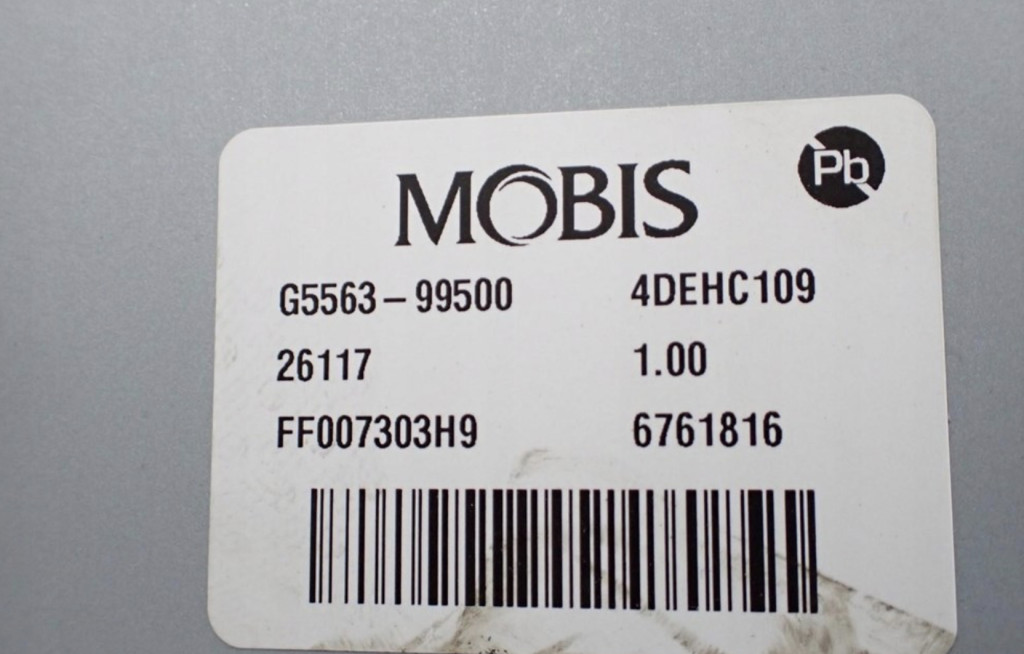 Pb
MOBIS
G5563-99500 4DEHC109
26117 1.00
FF007303H9 6761816